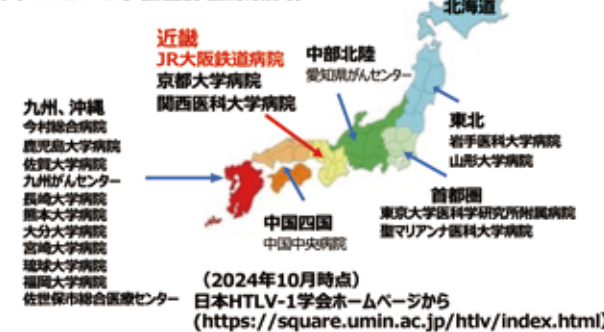 北海道
近畿
JR大阪鉄道病院
京都大学病院
関西医科大学病院
中部北陸
愛知県がんセンター
東北
岩手医科大学病院
山形大学病院
首都圏
東京大学医科学研究所附属病院
聖マリアンナ医科大学病院
九州、沖縄
今村総合病院
鹿児島大学病院
佐賀大学病院
九州がんセンター
長崎大学病院
熊本大学病院
大分大学病院
宮崎大学病院
琉球大学病院
福岡大学病院
佐世保市総合医療センター
中国四国
中国中央病院
（2024年10月時点）
日本HTLV-1学会ホームページから
(https://square.umin.ac.jp/htlv/index.html)